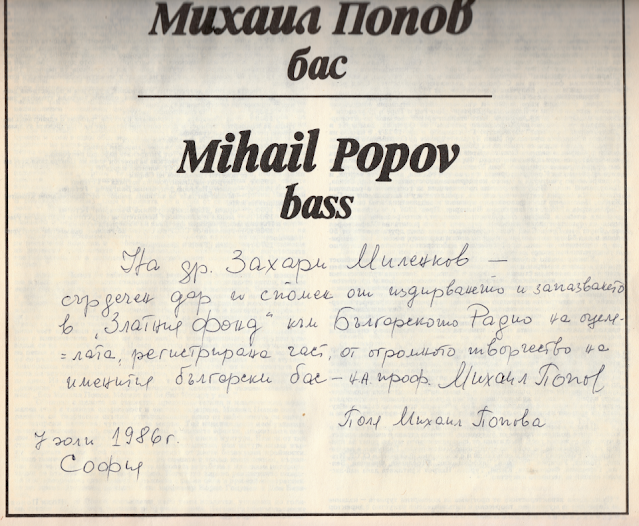 Михаил Попов
бас
Mihail Popov
bass
На др. Захари Миленков –
сърдечен дар и спомен от издирването и запазването
в "Златния фонд" към Българското Радио на оцеле-
=лата, регистрирана част, от огромното творчество на
именития български бас – на проф. Михаил Попов
Поля Михаил Попова
7 юли 1986 г.
София